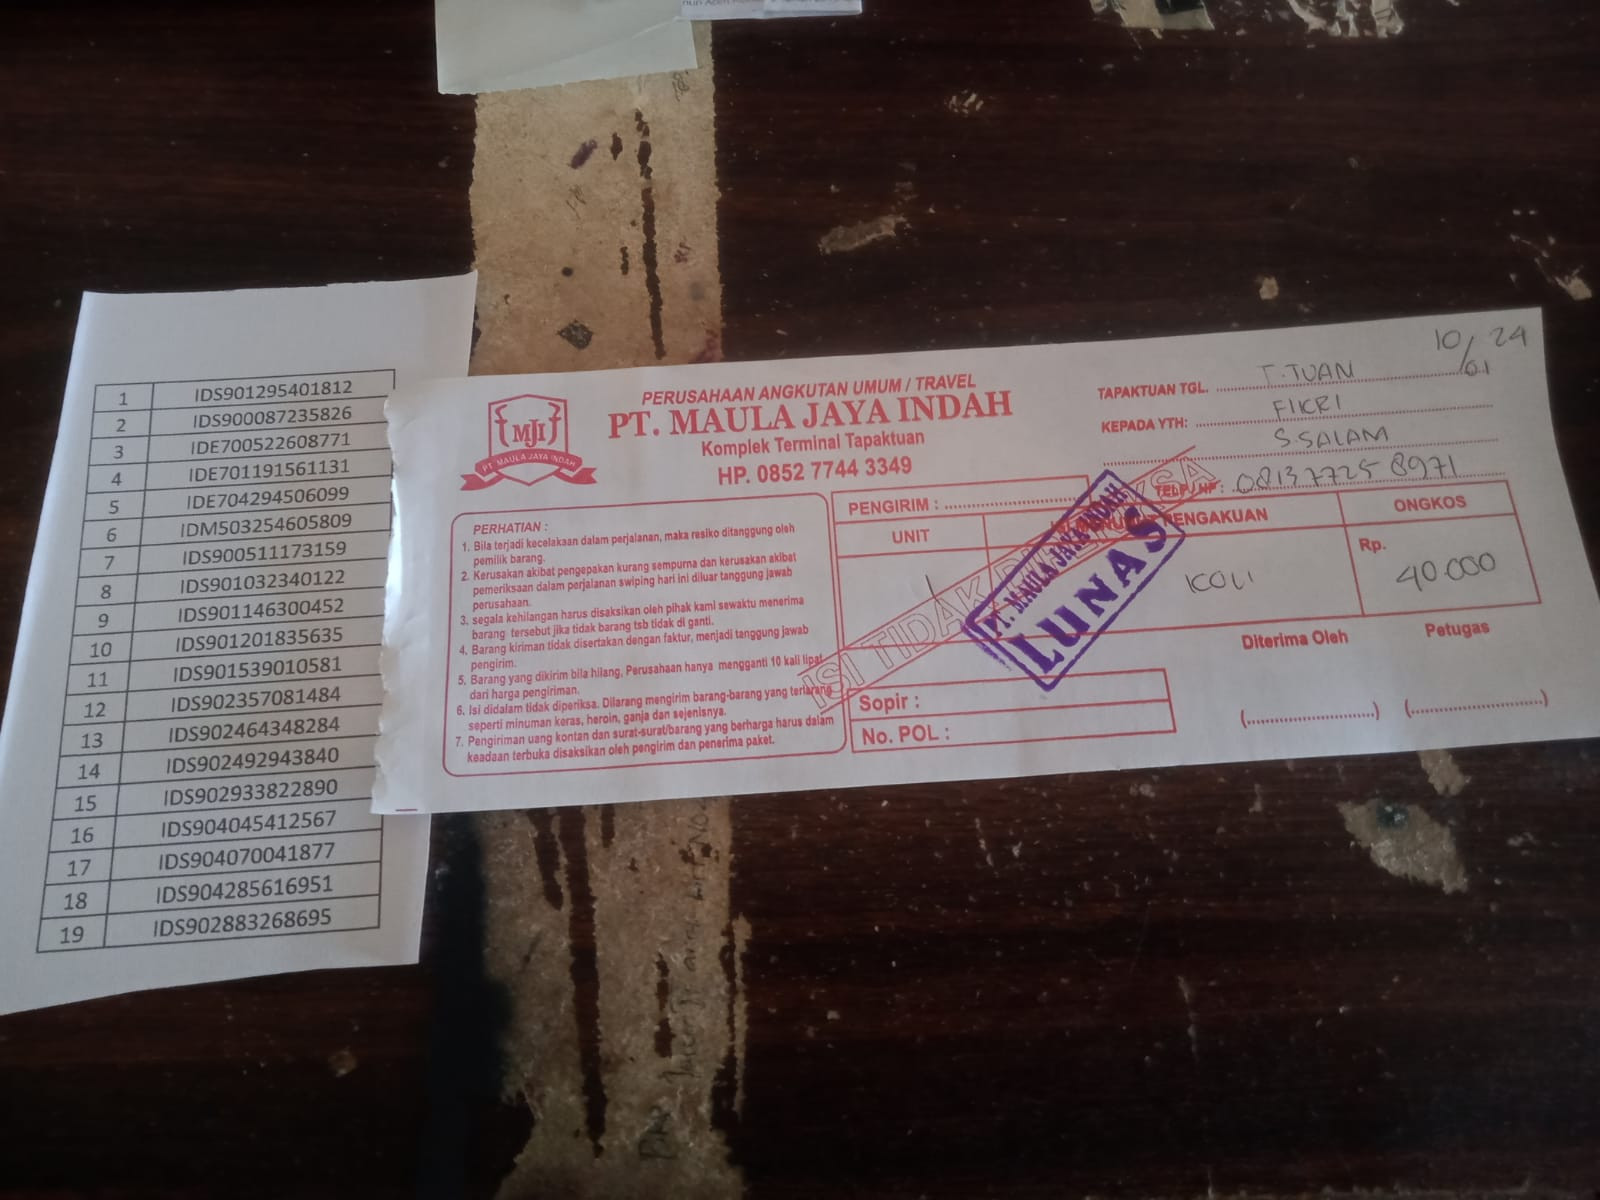 1 IDS901295401812
2 IDS900087235826
3 IDE700522608771
4 IDE701191561131
5 IDE704294506099
6 IDM503254605809
7 IDS900511173159
8 IDS901032340122
9 IDS901146300452
10 IDS901201835635
11 IDS901539010581
12 IDS902357081484
13 IDS902464348284
14 IDS902492943840
15 IDS902933822890
16 IDS904045412567
17 IDS904070041877
18 IDS904285616951
19 IDS902883268695
MJI
PT. MAULA JAYA INDAH
PERUSAHAAN ANGKUTAN UMUM / TRAVEL
PT. MAULA JAYA INDAH
Komplek Terminal Tapaktuan
HP. 0852 7744 3349
10/01 24
TAPAKTUAN TGL. T.TUAN
KEPADA YTH: FIKRI
S.SALAM
TELP./HP : 0813 7725 8971
PERHATIAN :
1. Bila terjadi kecelakaan dalam perjalanan, maka resiko ditanggung oleh
pemilik barang.
2. Kerusakan akibat pengepakan kurang sempurna dan kerusakan akibat
pemeriksaan dalam perjalanan swiping hari ini diluar tanggung jawab
perusahaan.
3. segala kehilangan harus disaksikan oleh pihak kami sewaktu menerima
barang tersebut jika tidak barang tsb tidak di ganti.
4. Barang kiriman tidak disertakan dengan faktur, menjadi tanggung jawab
pengirim.
5. Barang yang dikirim bila hilang, Perusahaan hanya mengganti 10 kali lipat
dari harga pengiriman.
6. Isi didalam tidak diperiksa. Dilarang mengirim barang-barang yang terlarang
seperti minuman keras, heroin, ganja dan sejenisnya.
7. Pengiriman uang kontan dan surat-surat/barang yang berharga harus dalam
keadaan terbuka disaksikan oleh pengirim dan penerima paket.
PENGIRIM :
UNIT
PENGAKUAN
ONGKOS
1
KOLI
Rp.
40.000
ISI TIDAK DIPERIKSA
PT. MAULA JAYA INDAH
LUNAS
Sopir :
No. POL :
Diterima Oleh
Petugas
(..............................)
(..............................)